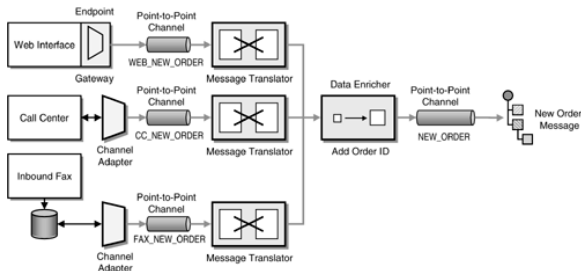 Endpoint
Web Interface
Gateway
Point-to-Point
Channel
WEB_NEW_ORDER
Message Translator
Call Center
Channel
Adapter
Point-to-Point
Channel
CC_NEW_ORDER
Message Translator
Data Enricher
Add Order ID
Point-to-Point
Channel
NEW_ORDER
New Order
Message
Inbound Fax
Channel
Adapter
Point-to-Point
Channel
FAX_NEW_ORDER
Message Translator